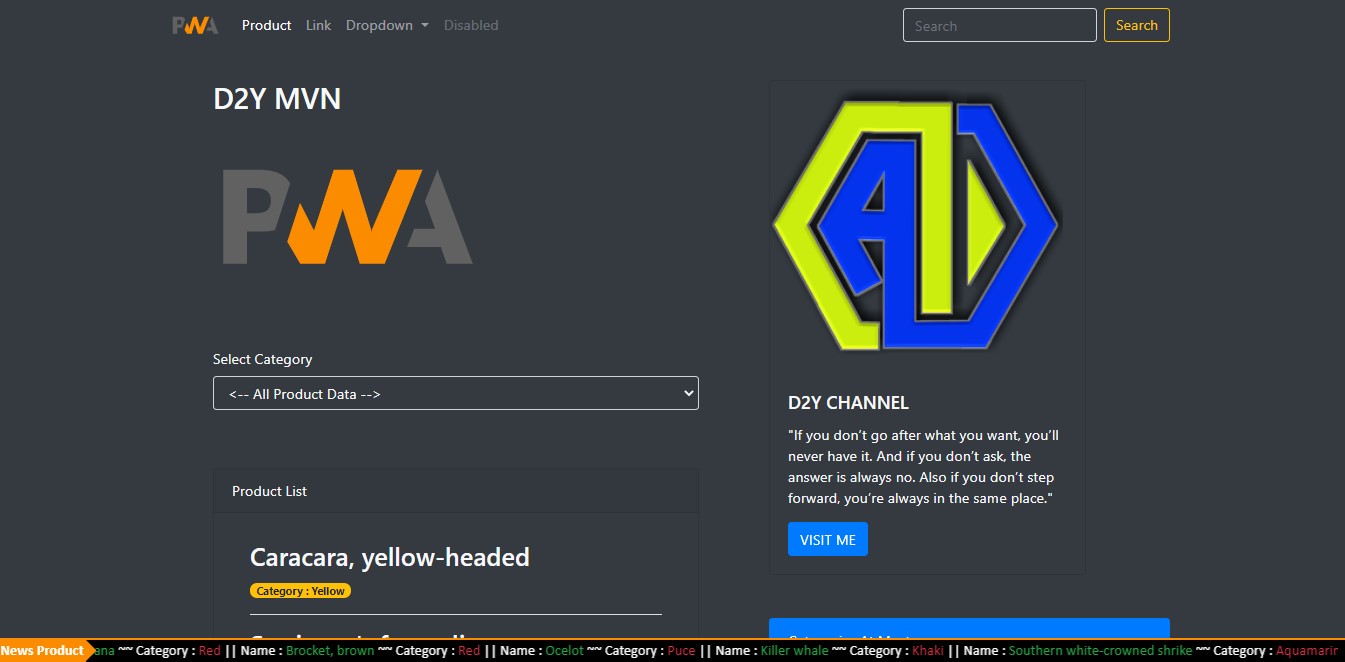 PWA Product Link Dropdown Disabled Search Search
D2Y MVN
PWA
Select Category
<-- All Product Data -->
Product List
Caracara, yellow-headed
Category : Yellow
D2Y CHANNEL
"If you don’t go after what you want, you’ll
never have it. And if you don’t ask, the
answer is always no. Also if you don’t step
forward, you’re always in the same place."
VISIT ME
News Product ana ~~ Category : Red || Name : Brocket, brown ~~ Category : Red || Name : Ocelot ~~ Category : Puce || Name : Killer whale ~~ Category : Khaki || Name : Southern white-crowned shrike ~~ Category : Aquamarin